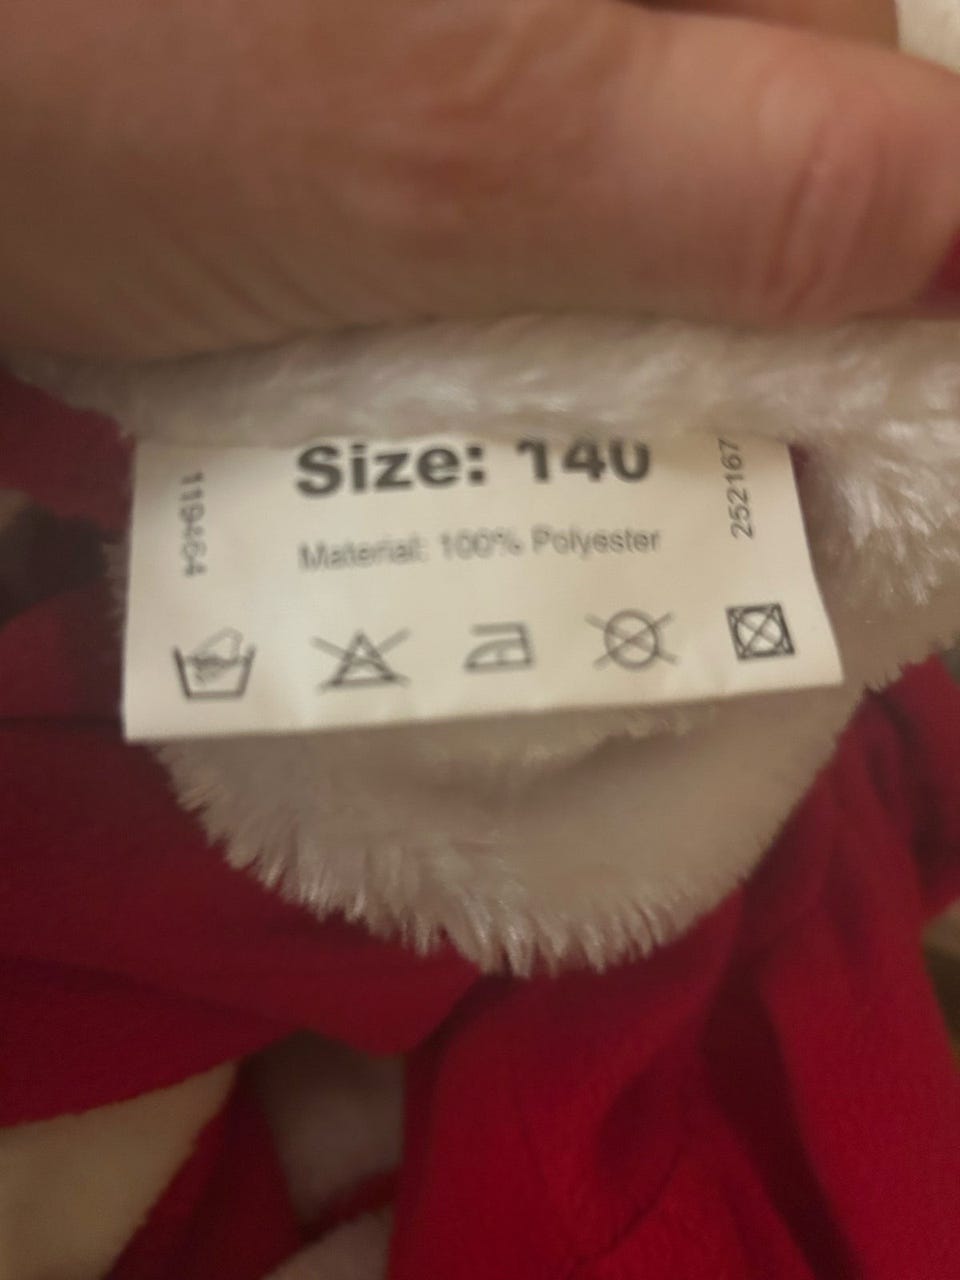 Size: 140
Material: 100% Polyester
119464
252167